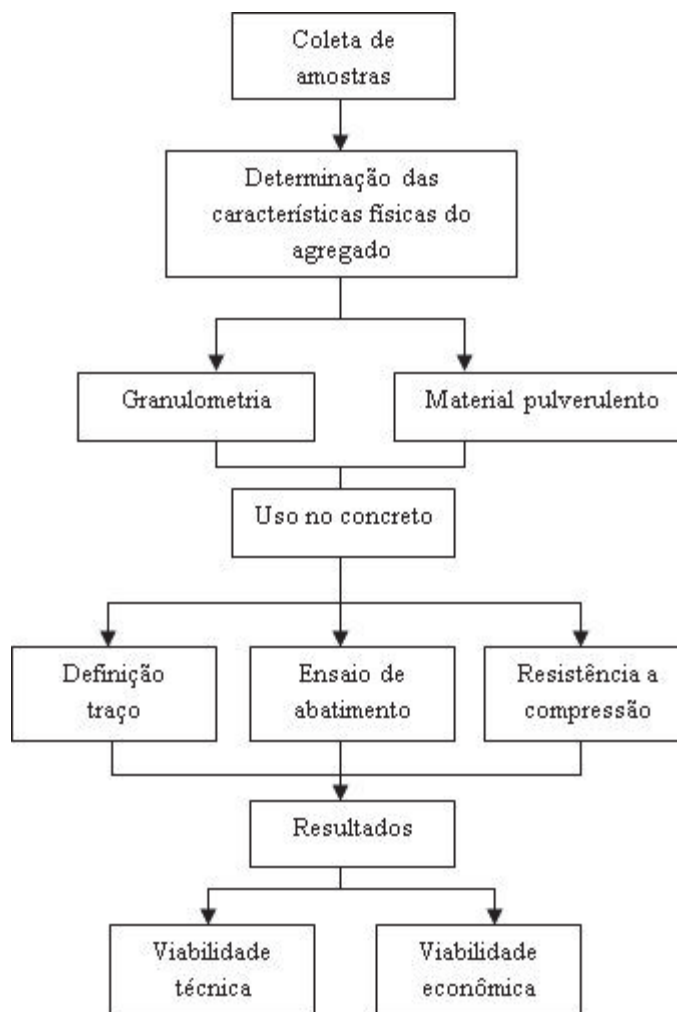 Coleta de
amostras
Determinação das
características físicas do
agregado
Granulometria
Material pulverulento
Uso no concreto
Definição
traço
Ensaio de
abatimento
Resistência a
compressão
Resultados
Viabilidade
técnica
Viabilidade
econômica